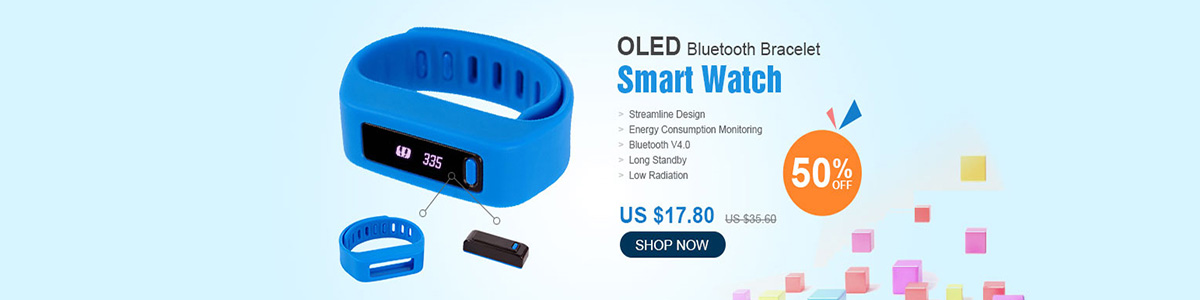 OLED Bluetooth Bracelet
Smart Watch
> Streamline Design
> Energy Consumption Monitoring
> Bluetooth V4.0
> Long Standby
> Low Radiation
50% OFF
US $17.80 US $35.60
SHOP NOW
335